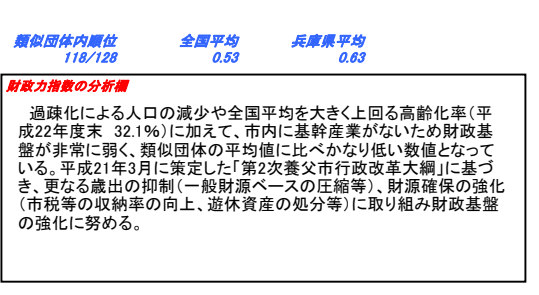 類似団体内順位 全国平均 兵庫県平均
118/128 0.53 0.63
財政力指数の分析欄
過疎化による人口の減少や全国平均を大きく上回る高齢化率(平
成22年度末 32.1%)に加えて、市内に基幹産業がないため財政基
盤が非常に弱く、類似団体の平均値に比べかなり低い数値となって
いる。平成21年3月に策定した「第2次養父市行政改革大綱」に基づ
き、更なる歳出の抑制(一般財源ベースの圧縮等)、財源確保の強化
(市税等の収納率の向上、遊休資産の処分等)に取り組み財政基盤
の強化に努める。